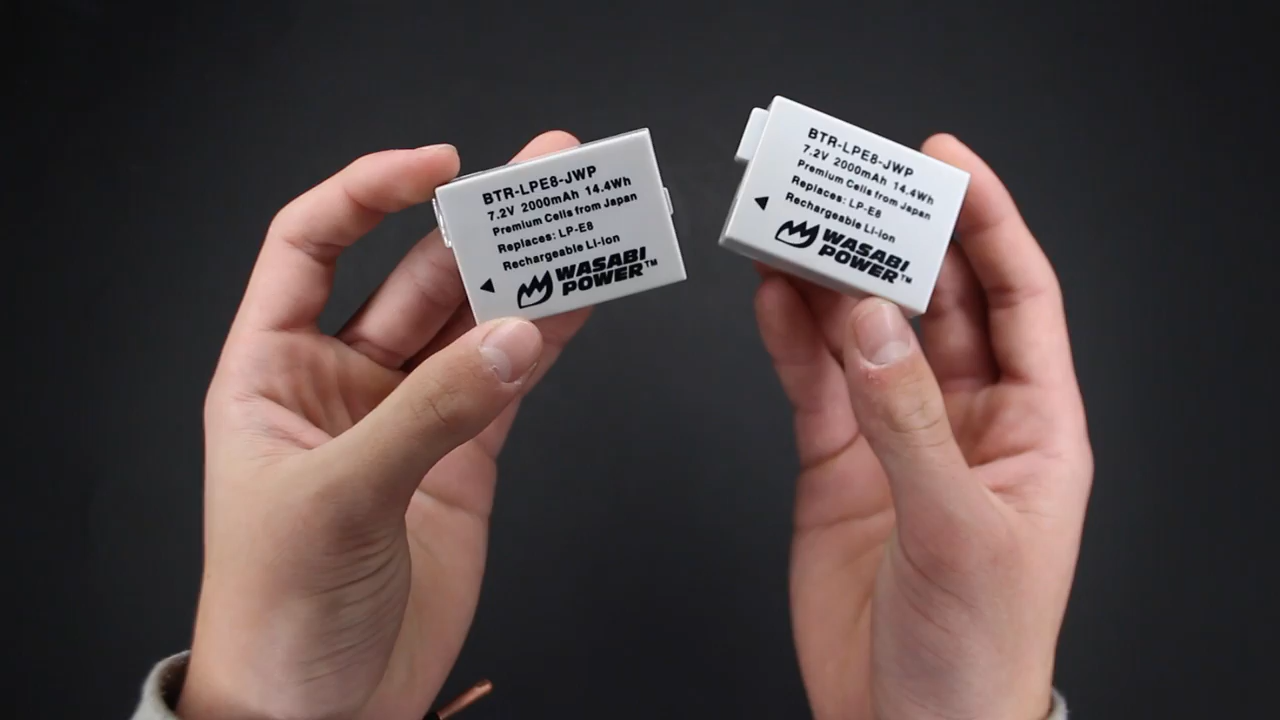 BTR-LPE8-JWP
7.2V 2000mAh 14.4Wh
Premium Cells from Japan
Replaces: LP-E8
Rechargeable Li-ion
WASABI
POWER™
BTR-LPE8-JWP
7.2V 2000mAh 14.4Wh
Premium Cells from Japan
Replaces: LP-E8
Rechargeable Li-ion
WASABI
POWER™